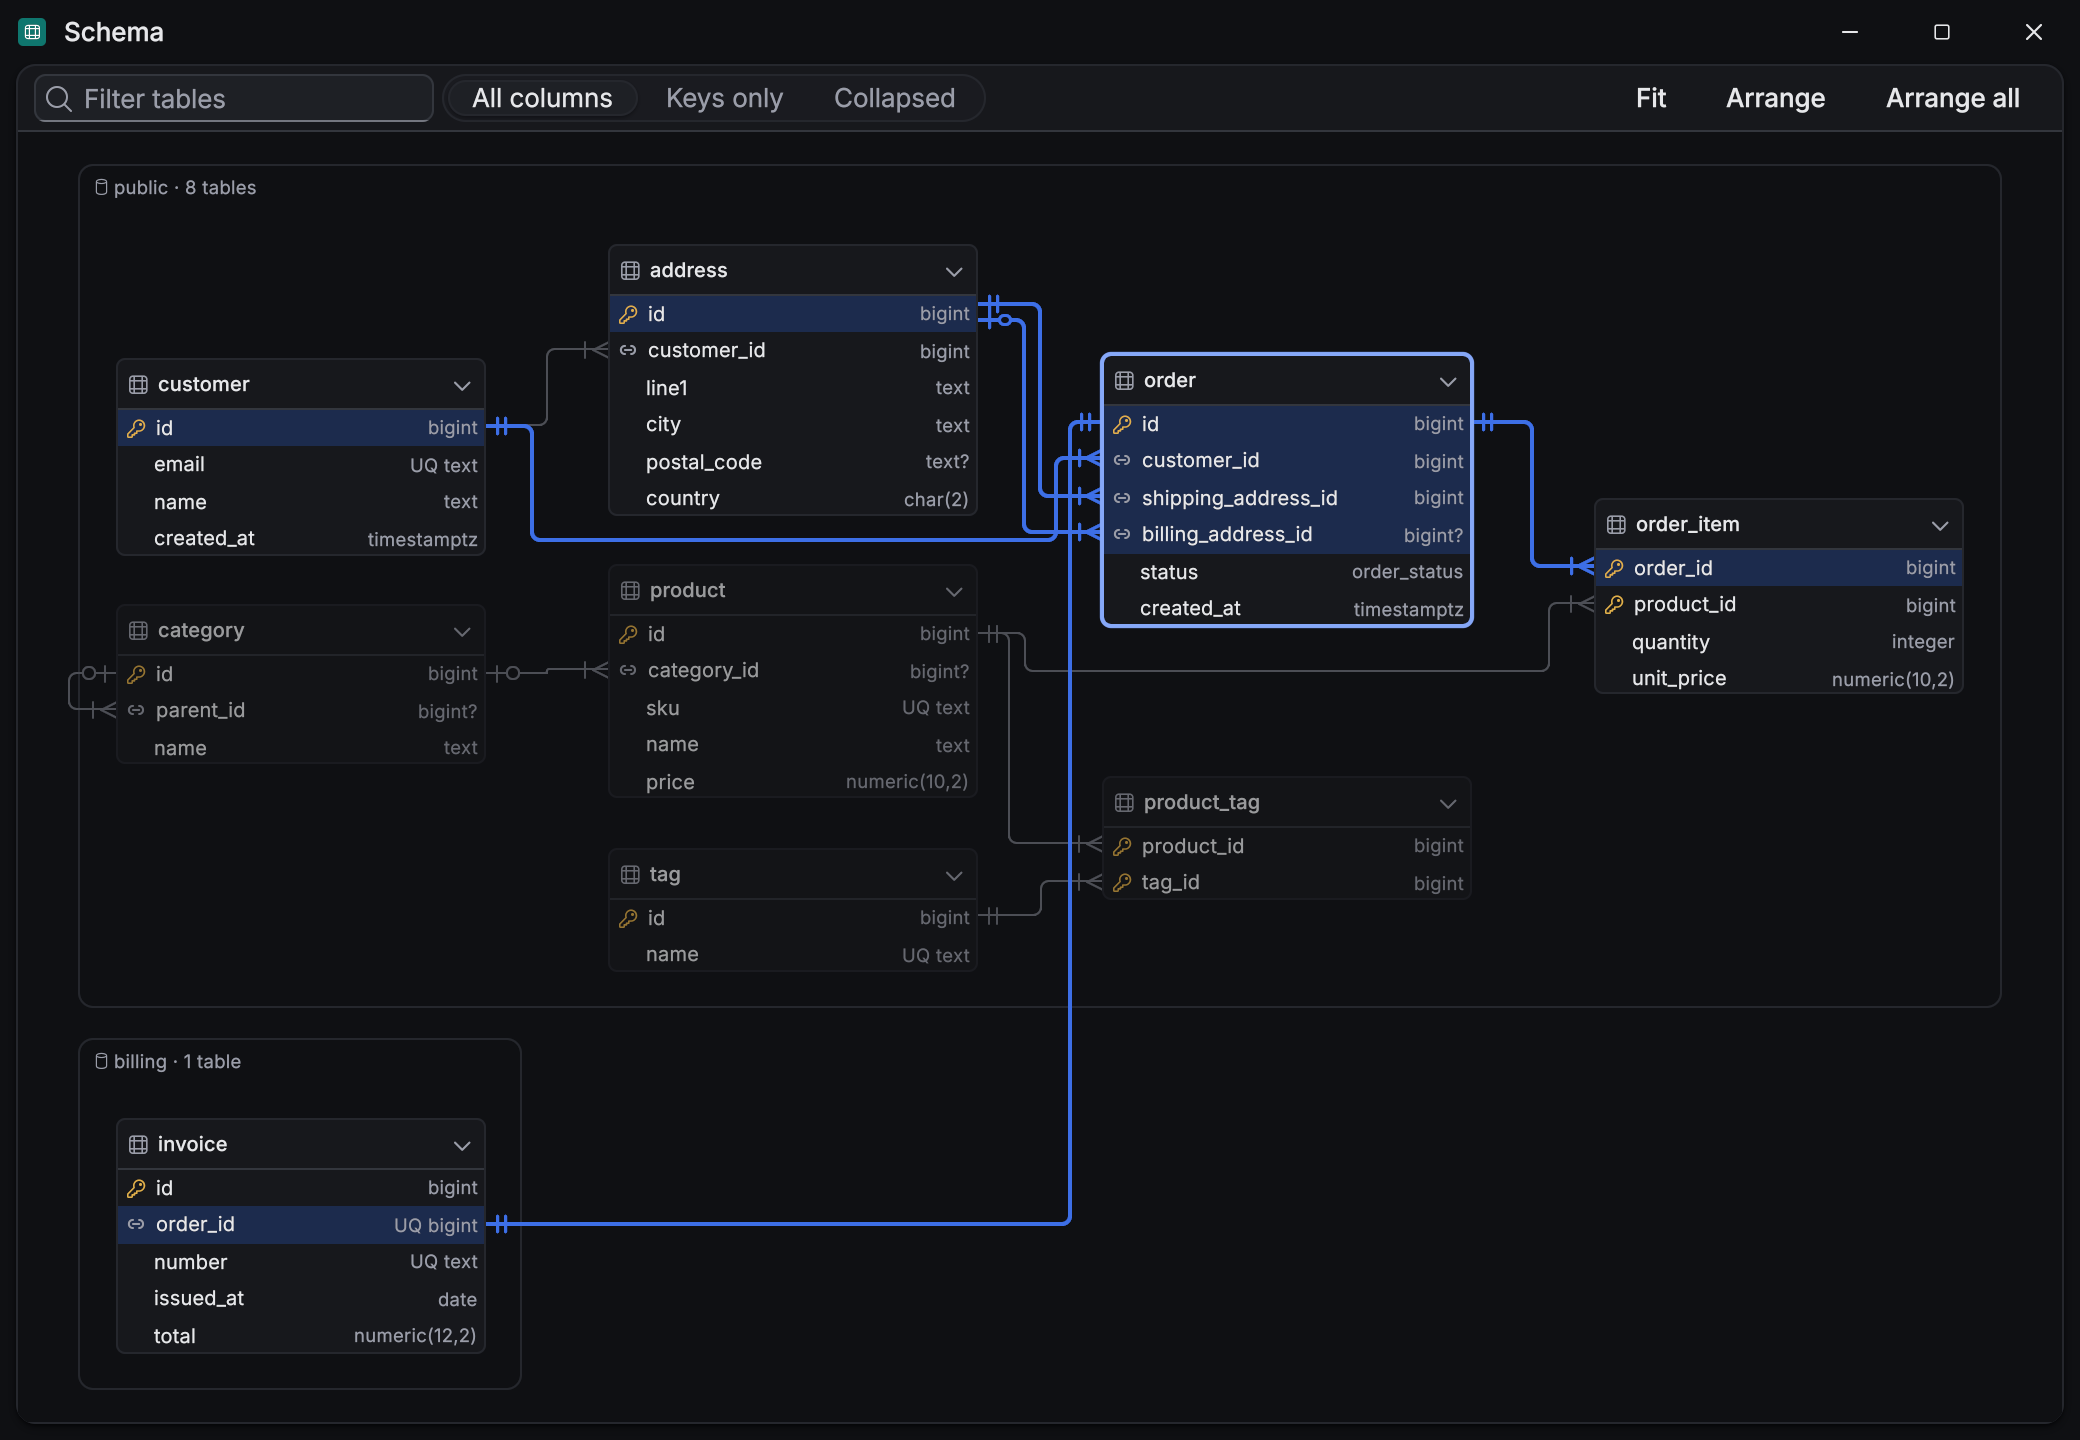 Schema
Filter tables
All columns
Keys only
Collapsed
Fit
Arrange
Arrange all
public · 8 tables
address
id bigint
customer_id bigint
line1 text
city text
postal_code text?
country char(2)
customer
id bigint
email UQ text
name text
created_at timestamptz
order
id bigint
customer_id bigint
shipping_address_id bigint
billing_address_id bigint?
status order_status
created_at timestamptz
order_item
order_id bigint
product_id bigint
quantity integer
unit_price numeric(10,2)
category
id bigint
parent_id bigint?
name text
product
id bigint
category_id bigint?
sku UQ text
name text
price numeric(10,2)
product_tag
product_id bigint
tag_id bigint
tag
id bigint
name UQ text
billing · 1 table
invoice
id bigint
order_id UQ bigint
number UQ text
issued_at date
total numeric(12,2)